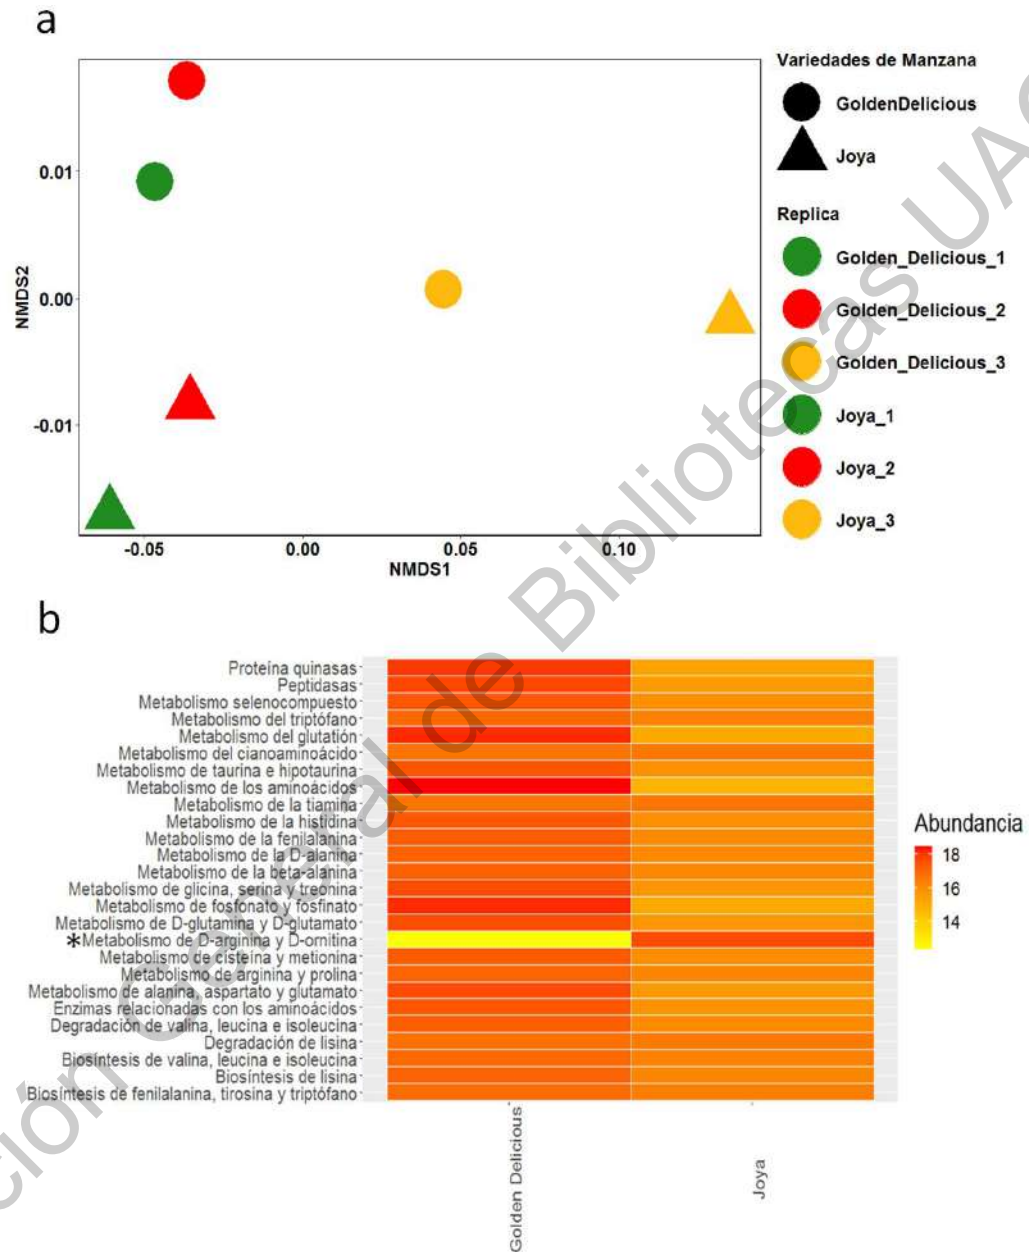 a
Variedades de Manzana
GoldenDelicious
Joya
Replica
Golden_Delicious_1
Golden_Delicious_2
Golden_Delicious_3
Joya_1
Joya_2
Joya_3
NMDS2
0.01
0.00
-0.01
-0.05
0.00
0.05
0.10
NMDS1
b
Proteína quinasas
Peptidasas
Metabolismo selenocompuesto
Metabolismo del triptófano
Metabolismo del glutatión
Metabolismo del cianoaminoácido
Metabolismo de taurina e hipotaurina
Metabolismo de los aminoácidos
Metabolismo de la tiamina
Metabolismo de la histidina
Metabolismo de la fenilalanina
Metabolismo de la D-alanina
Metabolismo de la beta-alanina
Metabolismo de glicina, serina y treonina
Metabolismo de fosfonato y fosfinato
Metabolismo de D-glutamina y D-glutamato
*Metabolismo de D-arginina y D-ornitina
Metabolismo de cisteína y metionina
Metabolismo de arginina y prolina
Metabolismo de alanina, aspartato y glutamato
Enzimas relacionadas con los aminoácidos
Degradación de valina, leucina e isoleucina
Degradación de lisina
Biosíntesis de valina, leucina e isoleucina
Biosíntesis de lisina
Biosíntesis de fenilalanina, tirosina y triptófano
Golden Delicious
Joya
Abundancia
18
16
14
ción General de Bibliotecas UAQ